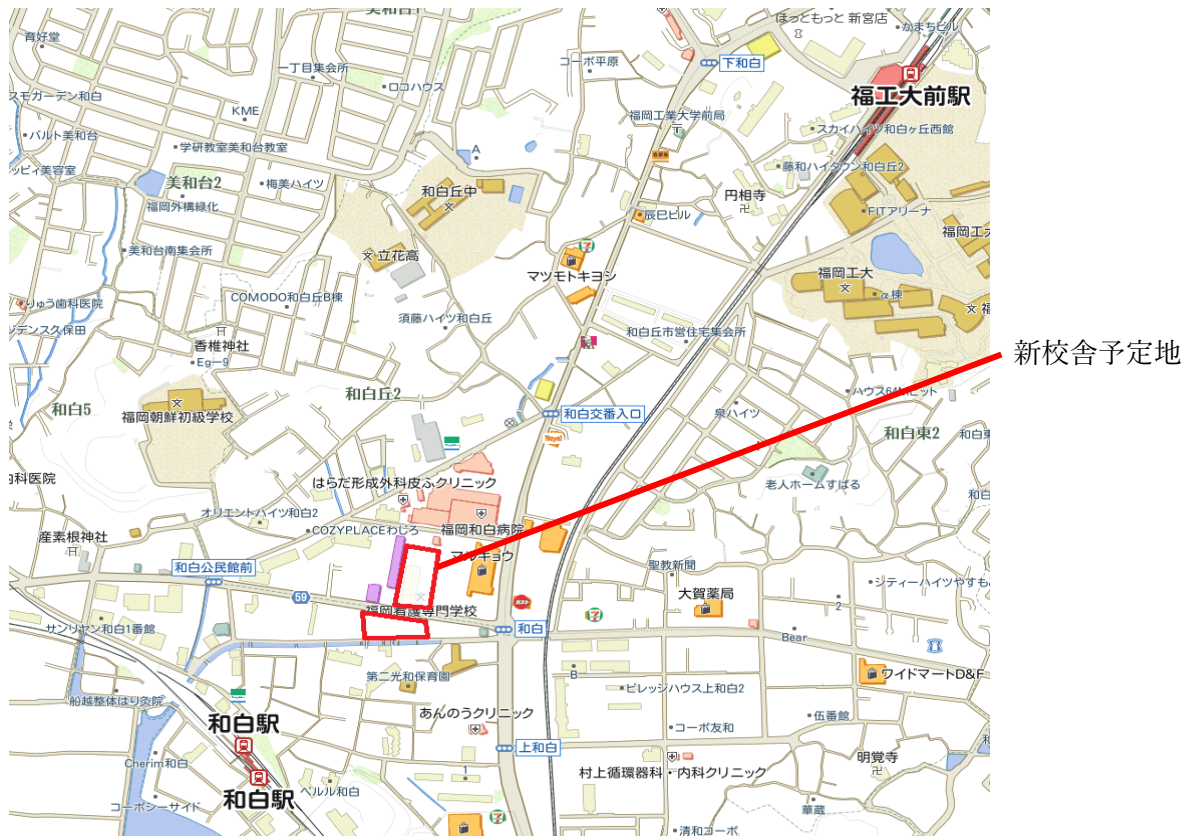 美和台1
ほっともっと 新宮店
かまちビル
育好堂
一丁目集会所
コーポ平原
下和白
ロコハウス
福工大前駅
スモガーデン和白
KME
福岡工業大学前局
スカイハイツ和白ヶ丘西館
パルト美和台
学研教室美和台教室
A
藤和ハイタウン和白丘2
ッピィ美容室
美和台2
梅美ハイツ
和白丘中
円相寺
福岡外構緑化
辰巳ビル
FITアリーナ
福岡工大
美和台南集会所
立花高
マツモトキヨシ
福岡工大
α棟
りゅう歯科医院
COMODO和白丘B棟
須藤ハイツ和白丘
福
ジデンス久保田
和白丘市営住宅集会所
香椎神社
Eg-9
新校舎予定地
和白丘2
ハウス64
ヒット
和白5
福岡朝鮮初級学校
和白交番入口
泉ハイツ
和白東2
和白東
はらだ形成外科皮ふクリニック
老人ホームすばる
内科医院
和白
オリエントハイツ和白2
COZYPLACEわじろ
福岡和白病院
産素根神社
マルキョウ
和白公民館前
聖教新聞
大賀薬局
シティーハイツやすも
59
福岡看護専門学校
2
サンリヤン和白1番館
和白
Bear
第二光和保育園
B
ワイドマートD&F
船越整体はり灸院
ビレッジハウス上和白2
和白駅
あんのうクリニック
コーポ友和
伍番館
上和白
Cherim和白
1
村上循環器科・内科クリニック
明覚寺
和白駅
ベルル和白
コーポシーサイド
華蔵
清和コーポ